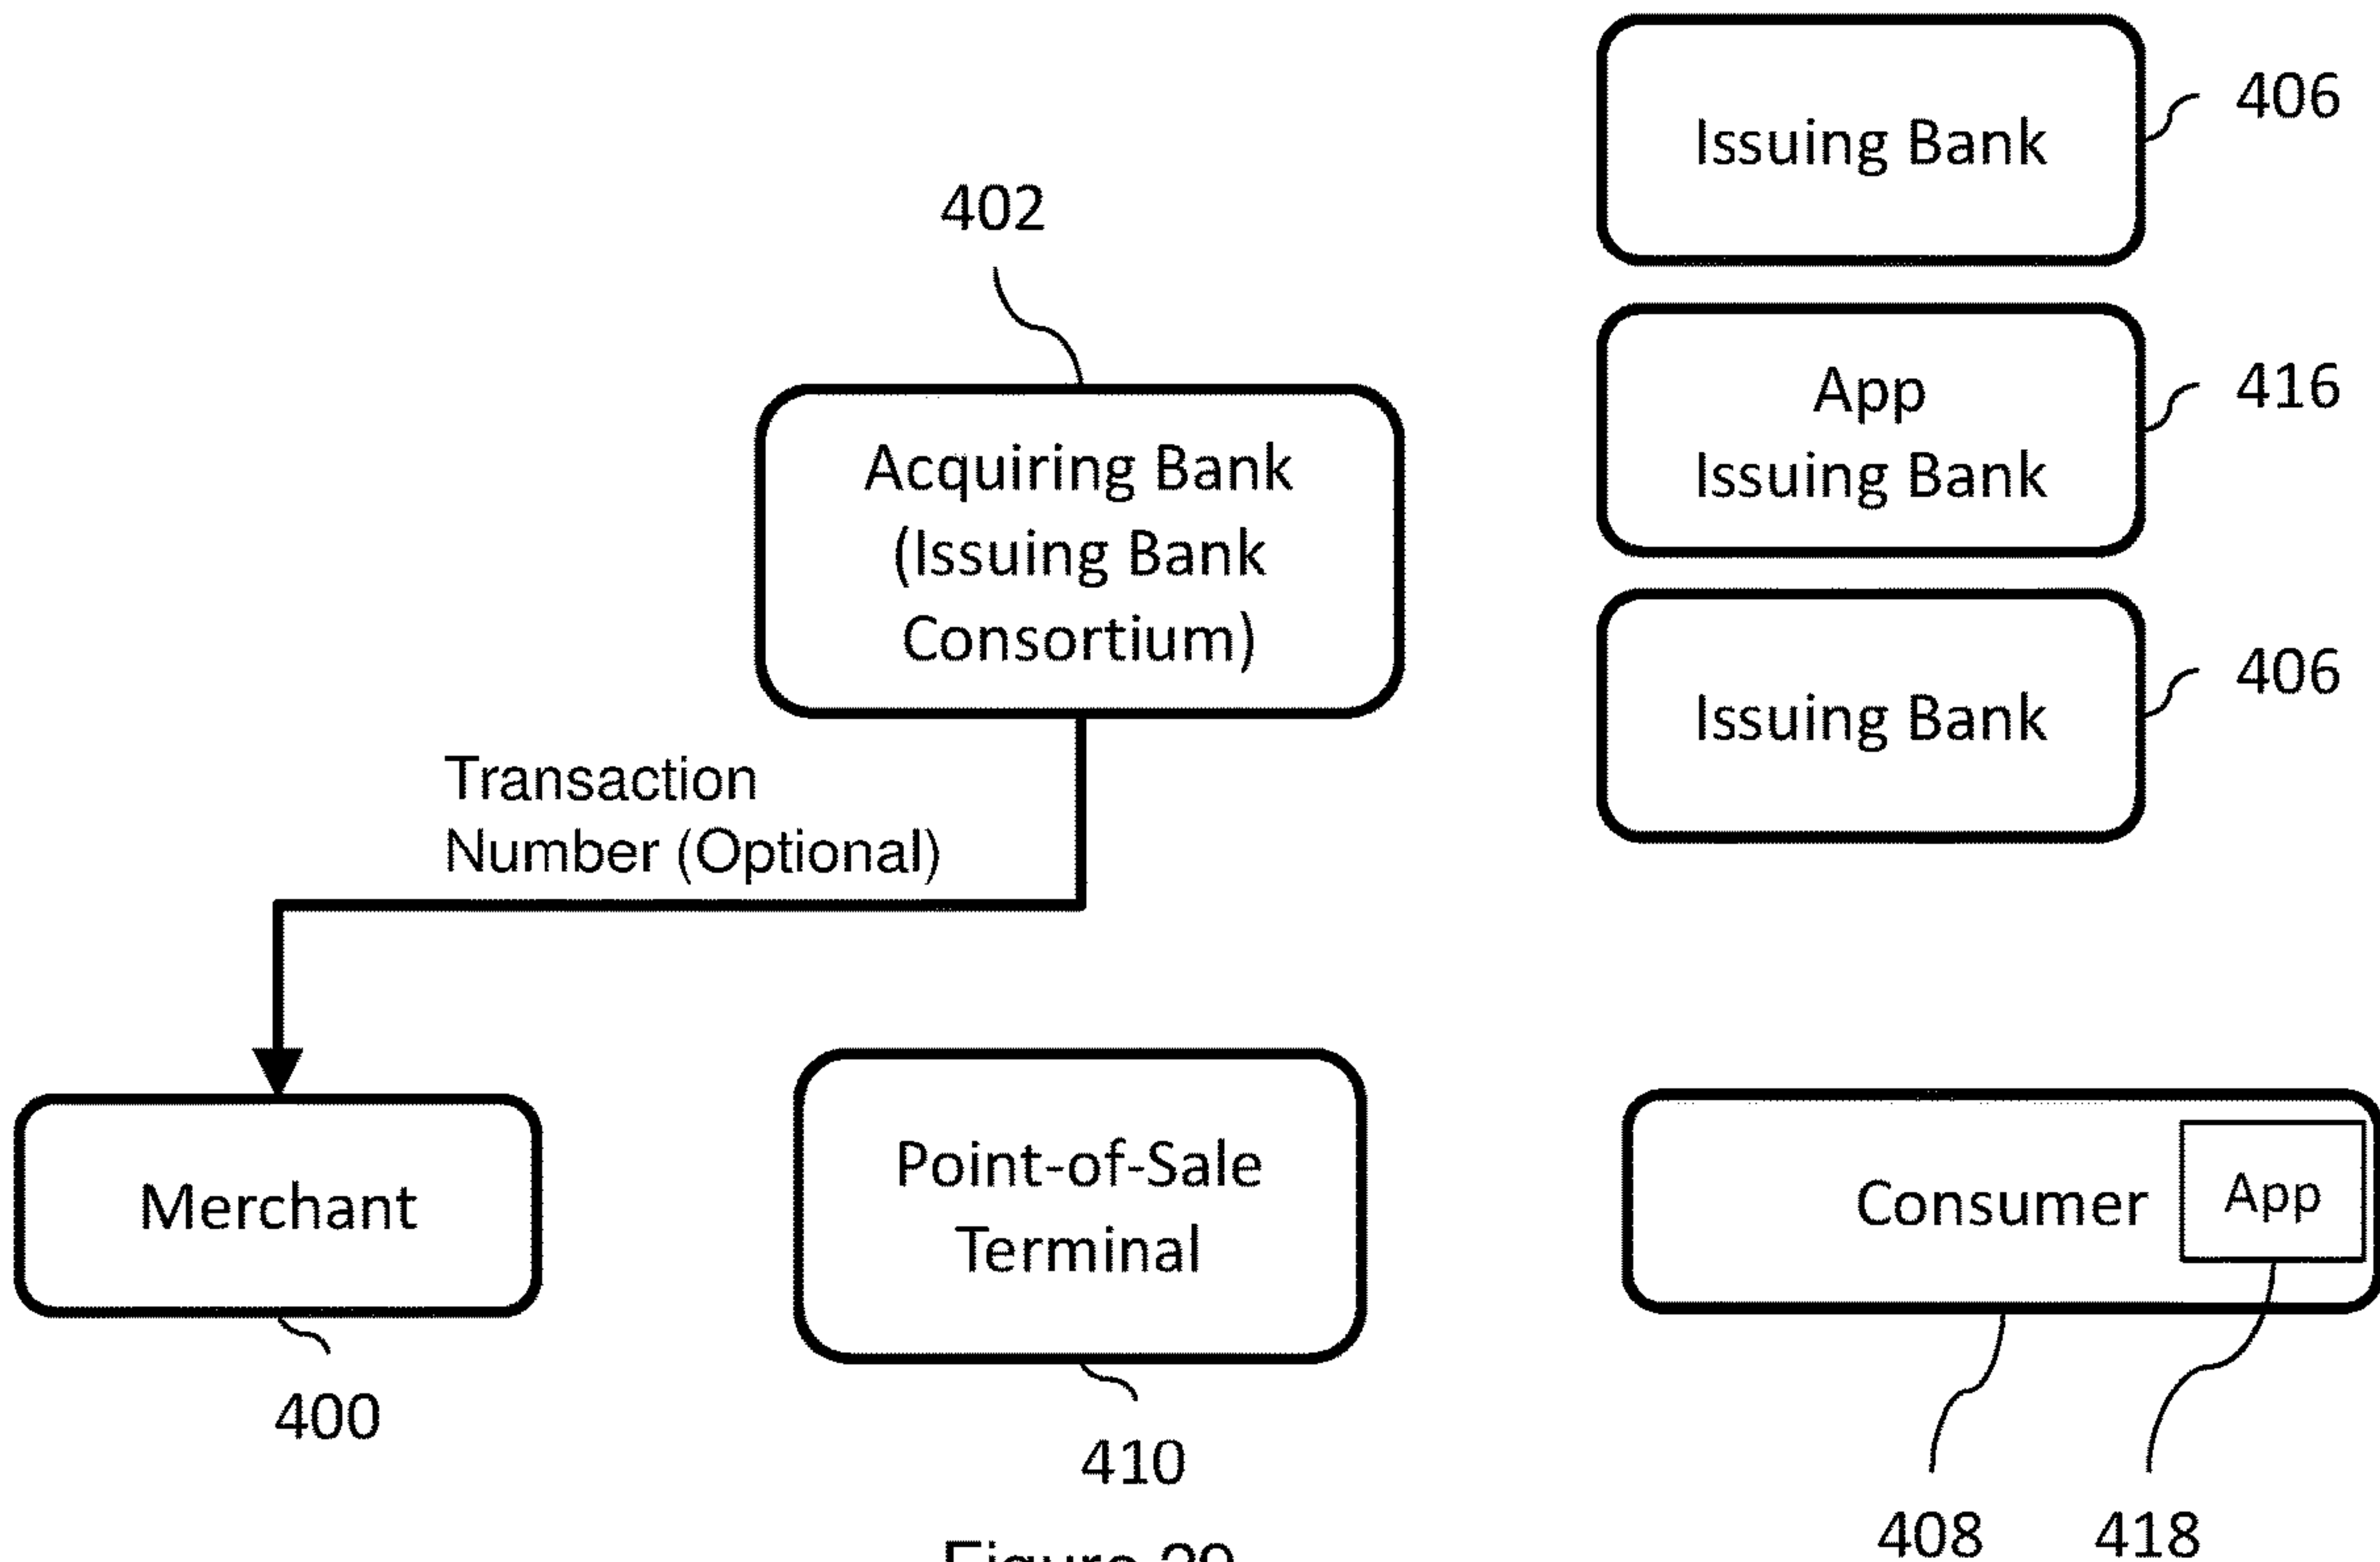 Issuing Bank
406
402
App
Issuing Bank
416
Acquiring Bank
(Issuing Bank
Consortium)
Issuing Bank
406
Transaction
Number (Optional)
Merchant
400
Point-of-Sale
Terminal
410
Consumer
App
408
418
Figure